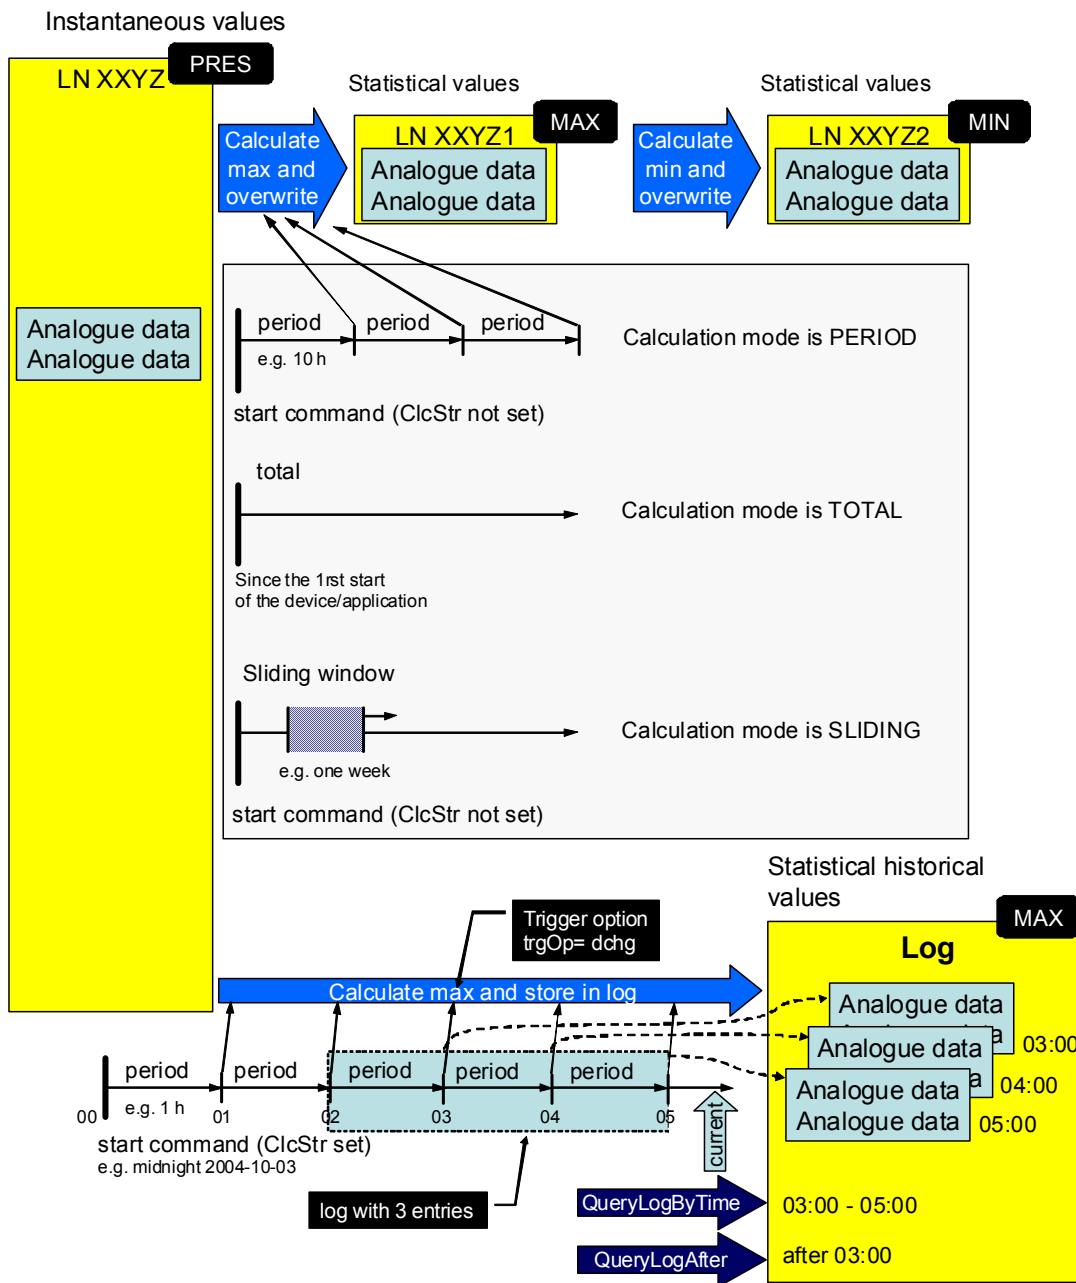 Instantaneous values
PRES
LN XXYZ
Statistical values
Statistical values
MAX
MIN
Calculate
max and
overwrite
LN XXYZ1
Analogue data
Analogue data
Calculate
min and
overwrite
LN XXYZ2
Analogue data
Analogue data
Analogue data
Analogue data
period
period
period
e.g. 10 h
Calculation mode is PERIOD
start command (ClcStr not set)
total
Calculation mode is TOTAL
Since the 1rst start
of the device/application
Sliding window
Calculation mode is SLIDING
e.g. one week
start command (ClcStr not set)
Statistical historical
values
MAX
Trigger option
trgOp= dchg
Log
Calculate max and store in log
Analogue data
03:00
Analogue data
04:00
Analogue data
Analogue data
05:00
period
period
period
period
period
e.g. 1 h
00
01
02
03
04
05
start command (ClcStr set)
e.g. midnight 2004-10-03
current
log with 3 entries
QueryLogByTime
03:00 - 05:00
QueryLogAfter
after 03:00